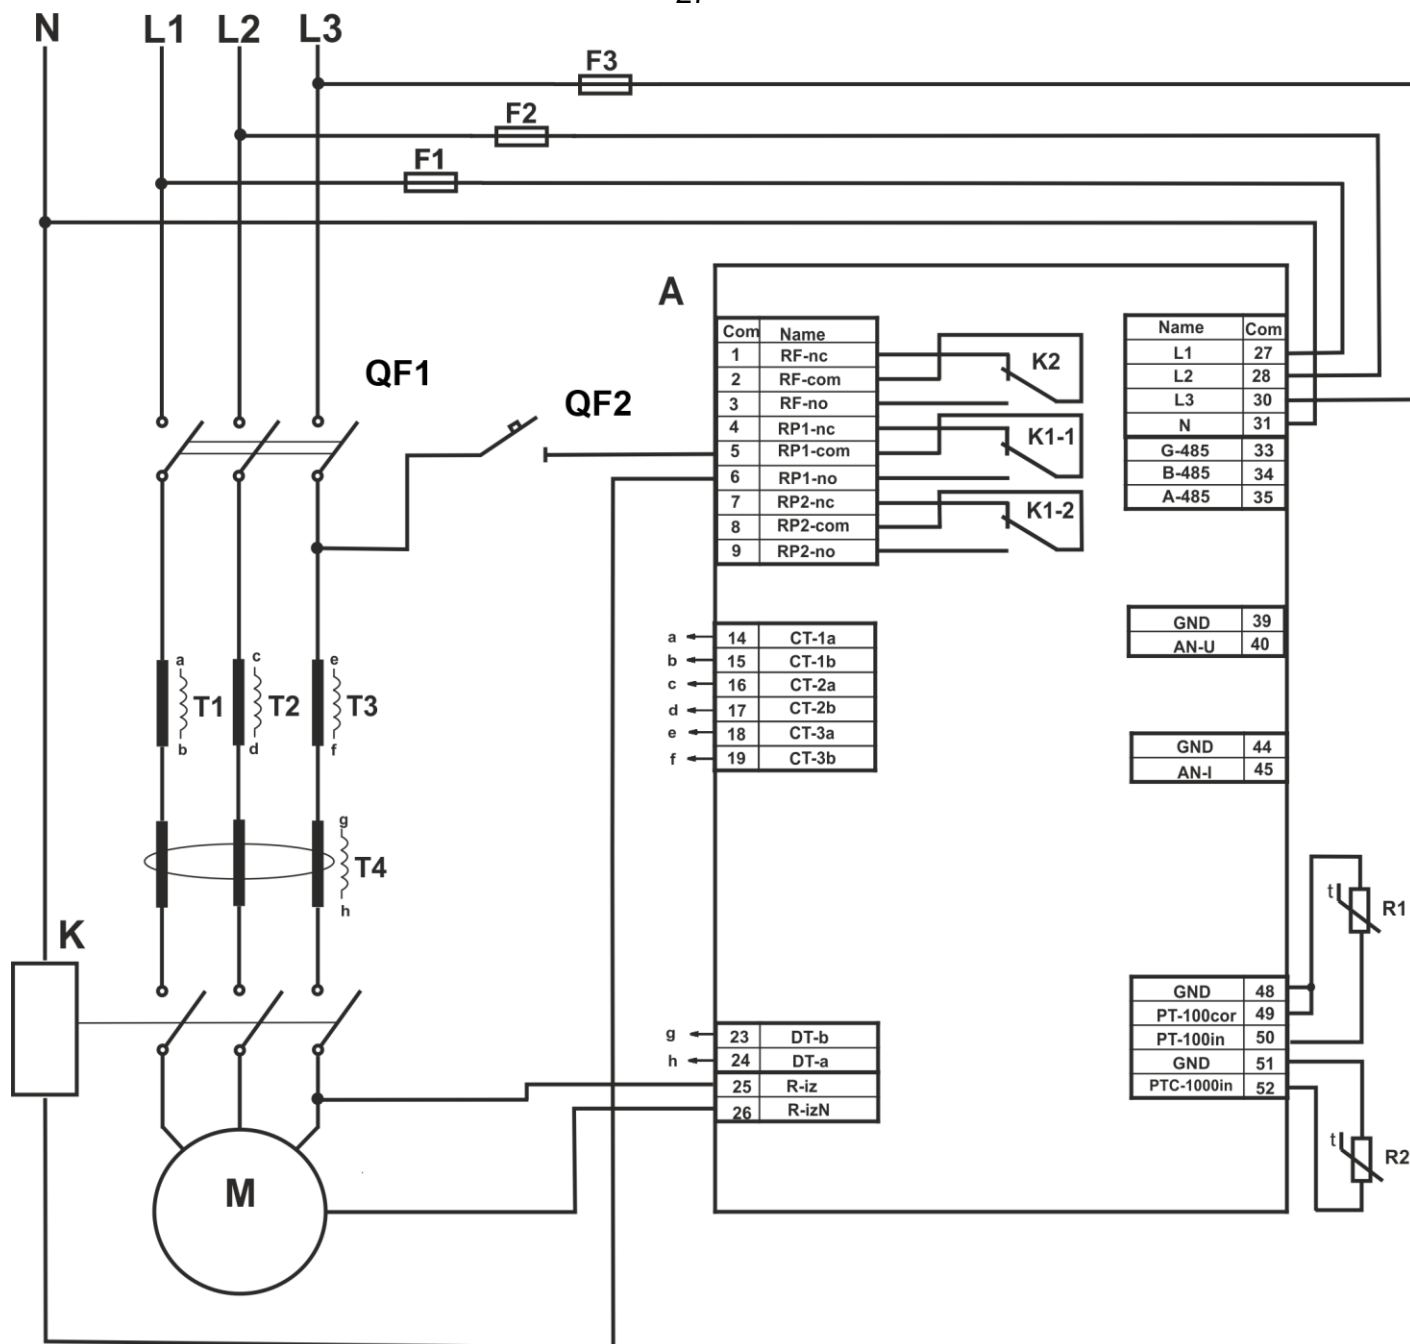 N L1 L2 L3
F3
F2
F1
A
QF1
QF2
Com Name
1 RF-nc
2 RF-com
3 RF-no
4 RP1-nc
5 RP1-com
6 RP1-no
7 RP2-nc
8 RP2-com
9 RP2-no
K2
K1-1
K1-2
Name Com
L1 27
L2 28
L3 30
N 31
G-485 33
B-485 34
A-485 35
a 14 CT-1a
b 15 CT-1b
c 16 CT-2a
d 17 CT-2b
e 18 CT-3a
f 19 CT-3b
GND 39
AN-U 40
GND 44
AN-I 45
a c e
T1 T2 T3
b d f
g
T4
h
K
g 23 DT-b
h 24 DT-a
25 R-iz
26 R-izN
GND 48
PT-100cor 49
PT-100in 50
GND 51
PTC-1000in 52
t R1
t R2
M